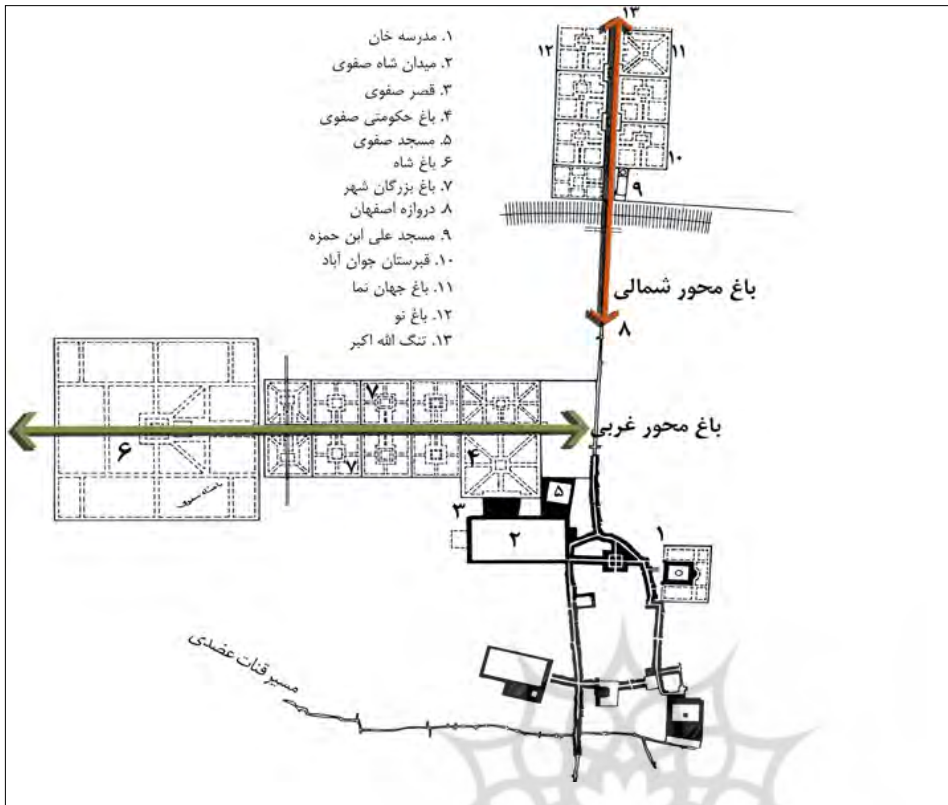 ۱. مدرسه خان
۲. میدان شاه صفوی
۳. قصر صفوی
۴. باغ حکومتی صفوی
۵. مسجد صفوی
۶. باغ شاه
۷. باغ بزرگان شهر
۸. دروازه اصفهان
۹. مسجد علی ابن حمزه
۱۰. قبرستان جوان آباد
۱۱. باغ جهان نما
۱۲. باغ نو
۱۳. تنگ الله اکبر
۱۳
۱۲
۱۱
۱۰
۹
باغ محور شمالی
۸
باغ محور غربی
۷
۷
۶
۴
۵
۳
۲
۱
مسیر قنات عضدی